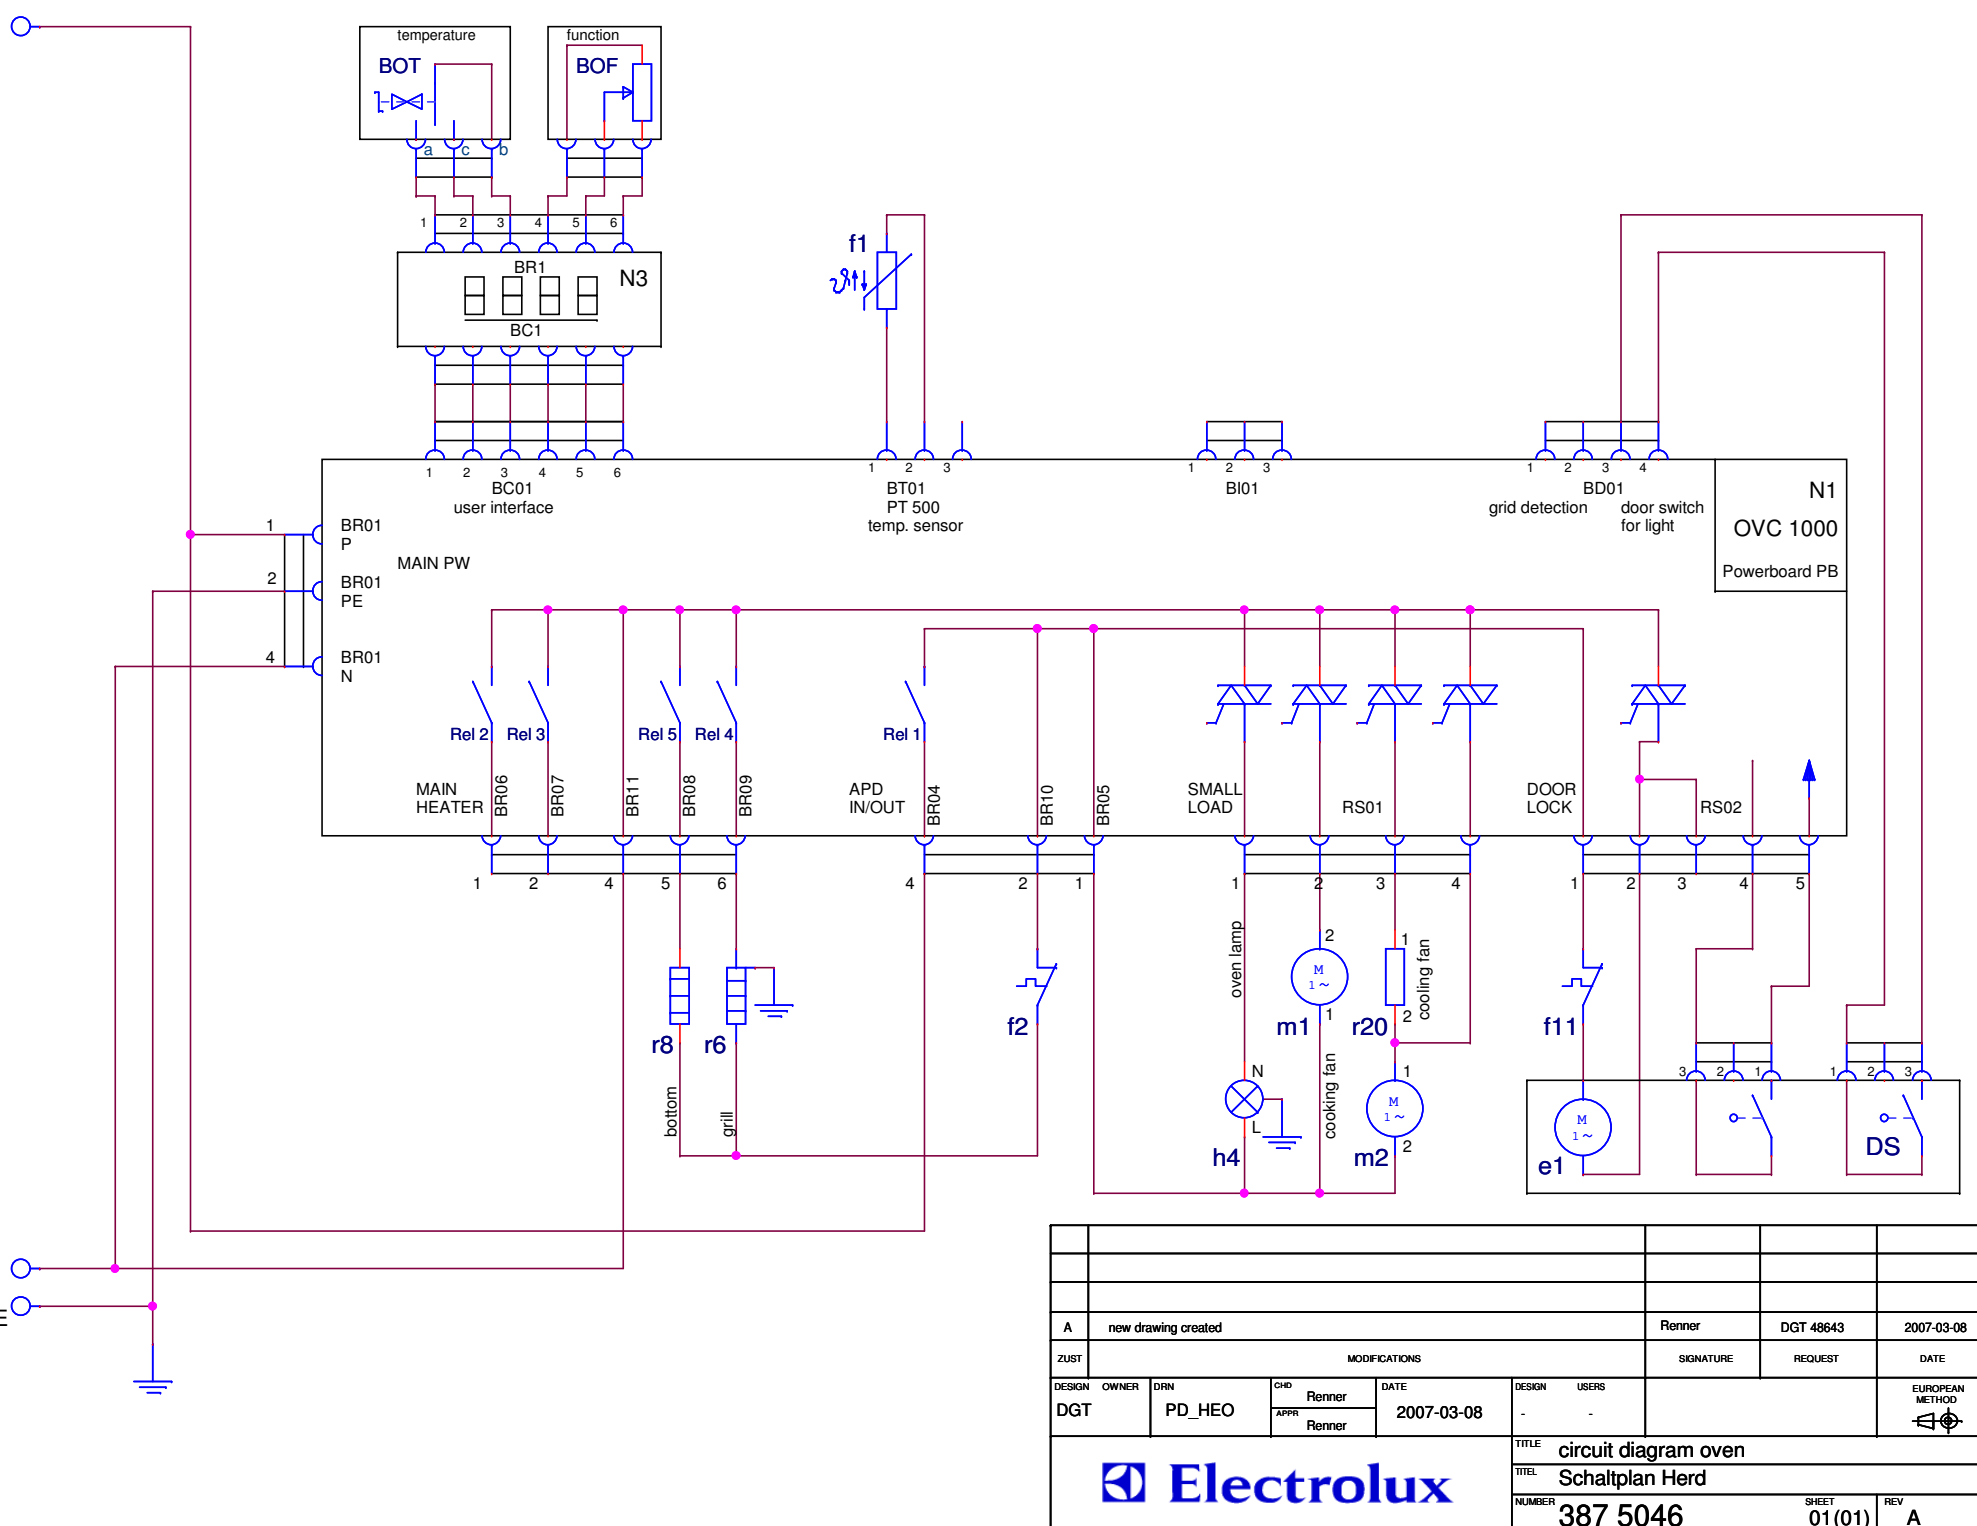 temperature
BOT
a c b
function
BOF
1 2 3 4 5 6
BR1
N3
BC1
f1
1 2 3 4 5 6
BC01
user interface
1 2 3
BT01
PT 500
temp. sensor
1 2 3
BI01
1 2 3 4
BD01
grid detection
door switch
for light
N1
OVC 1000
Powerboard PB
1
BR01
P
MAIN PW
2
BR01
PE
4
BR01
N
Rel 2
Rel 3
Rel 5
Rel 4
Rel 1
MAIN
HEATER
BR06
BR07
BR11
BR08
BR09
APD
IN/OUT
BR04
BR10
BR05
SMALL
LOAD
RS01
DOOR
LOCK
RS02
1 2 4 5 6
4 2 1
1 2 3 4
1 2 3 4 5
oven lamp
2
M
1~
1
m1
cooking fan
1
2
r20
cooling fan
r8
r6
bottom
grill
f2
N
L
h4
1
M
1~
2
m2
f11
M
1~
e1
3 2 1
1 2 3
DS
E
A new drawing created Renner DGT 48643 2007-03-08
ZUST MODIFICATIONS SIGNATURE REQUEST DATE
DESIGN OWNER
DGT
DRN
PD_HEO
CHD
Renner
APPR
Renner
DATE
2007-03-08
DESIGN USERS
- -
EUROPEAN
METHOD
Electrolux
TITLE circuit diagram oven
TITEL Schaltplan Herd
NUMBER 387 5046
SHEET
01(01)
REV
A